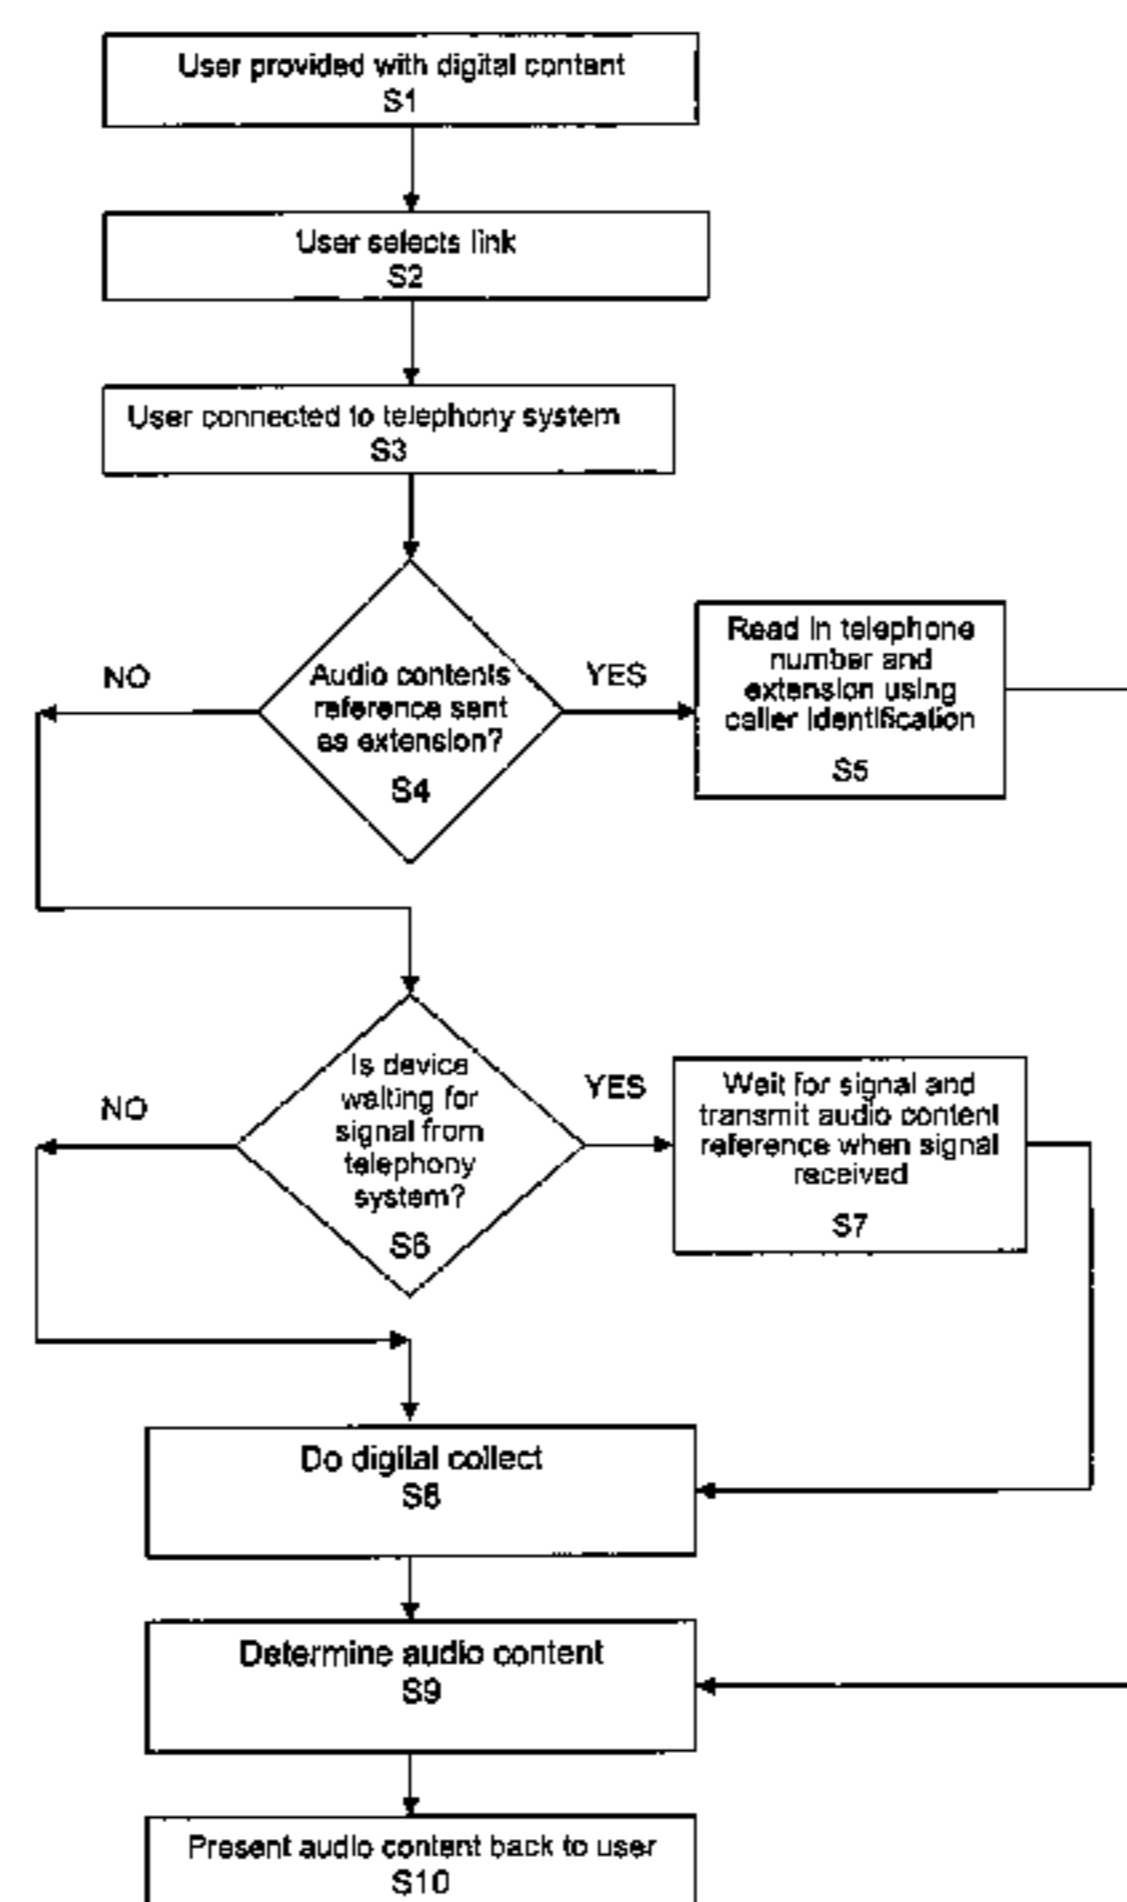 User provided with digital content
S1
User selects link
S2
User connected to telephony system
S3
NO
Audio contents
reference sent
as extension?
S4
YES
Read in telephone
number and
extension using
caller identification
S5
NO
Is device
waiting for
signal from
telephony
system?
S6
YES
Wait for signal and
transmit audio content
reference when signal
received
S7
Do digital collect
S8
Determine audio content
S9
Present audio content back to user
S10